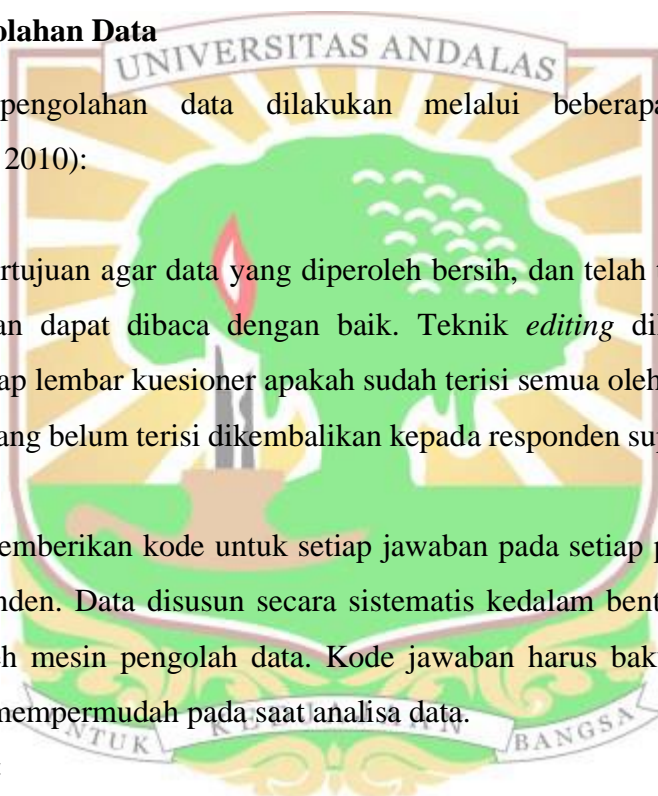 olahan Data
UNIVERSITAS ANDALAS
pengolahan data dilakukan melalui beberapa
2010):
rtujuan agar data yang diperoleh bersih, dan telah
an dapat dibaca dengan baik. Teknik editing di
ap lembar kuesioner apakah sudah terisi semua oleh
ang belum terisi dikembalikan kepada responden sup
emberikan kode untuk setiap jawaban pada setiap p
nden. Data disusun secara sistematis kedalam bent
h mesin pengolah data. Kode jawaban harus bak
mempermudah pada saat analisa data.
UNTUK KEDJAJAAN BANGSA